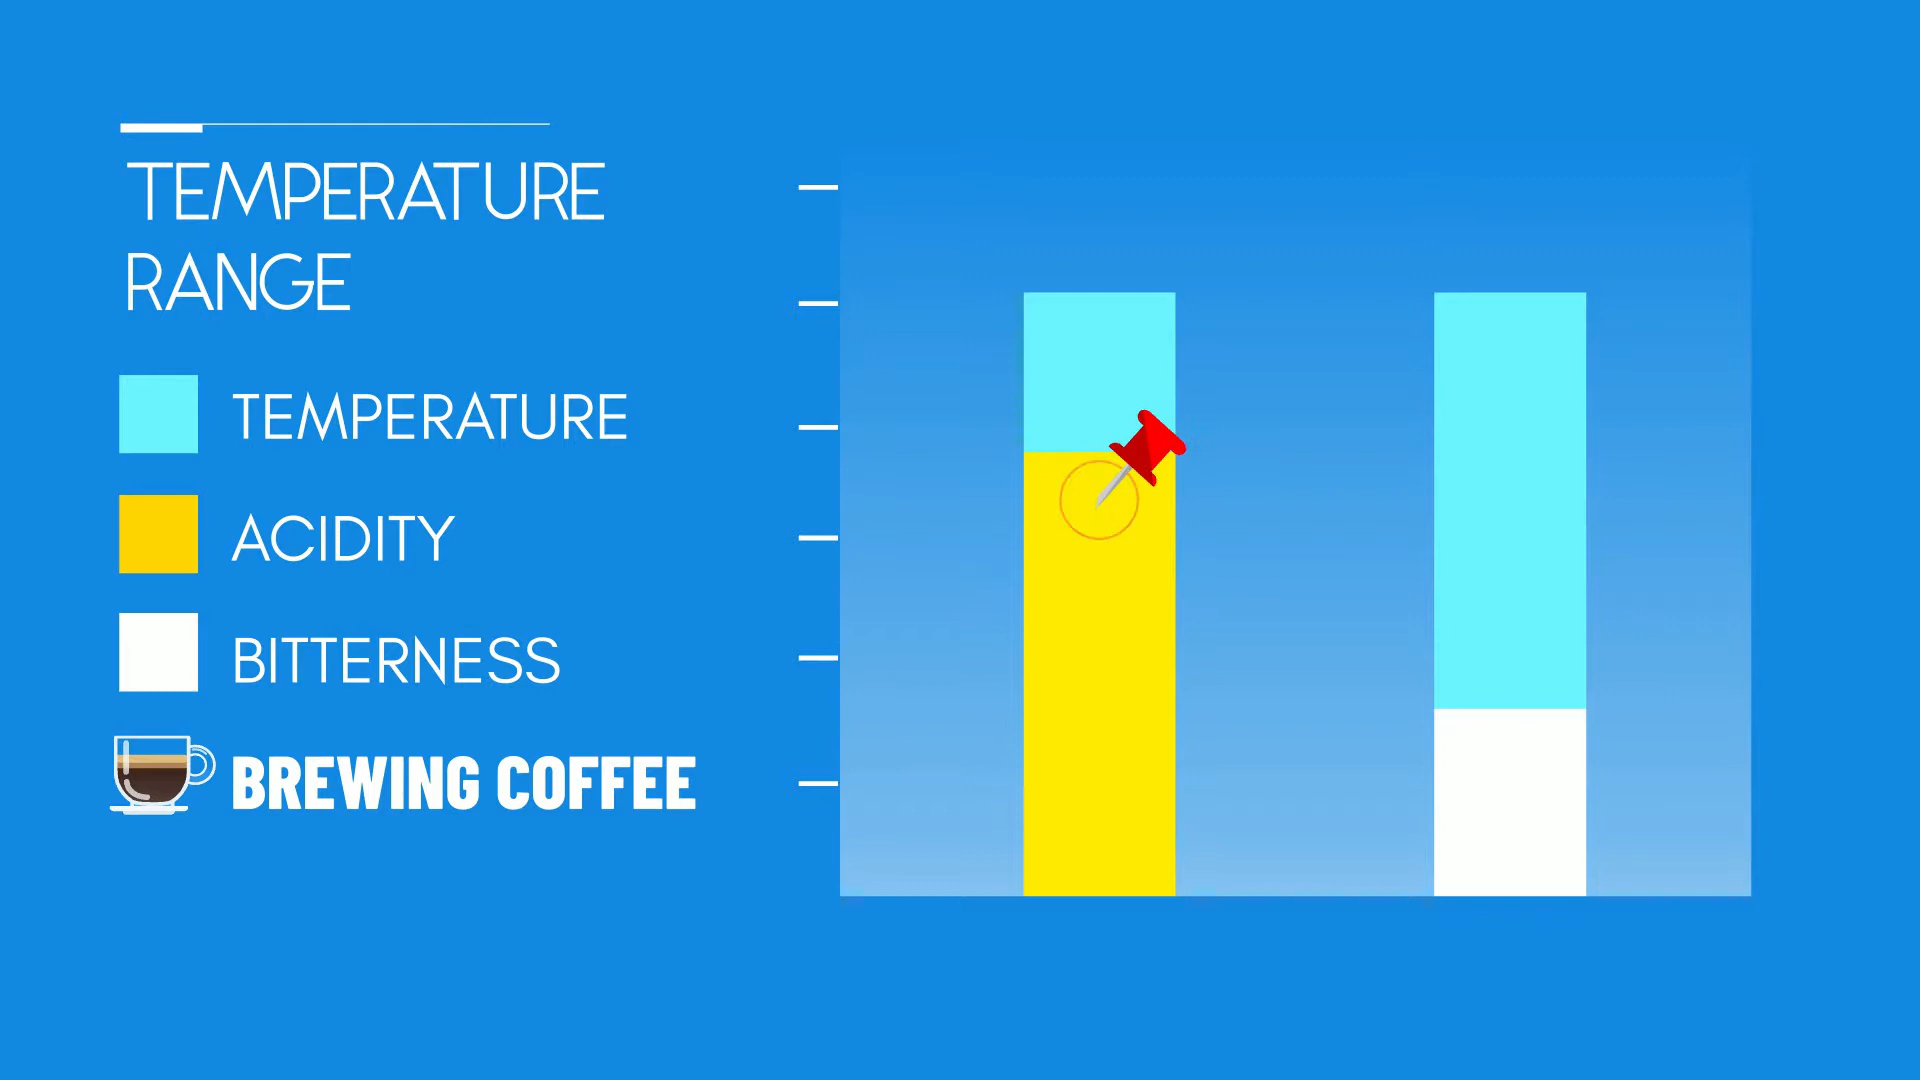 TEMPERATURE
RANGE
TEMPERATURE
ACIDITY
BITTERNESS
BREWING COFFEE